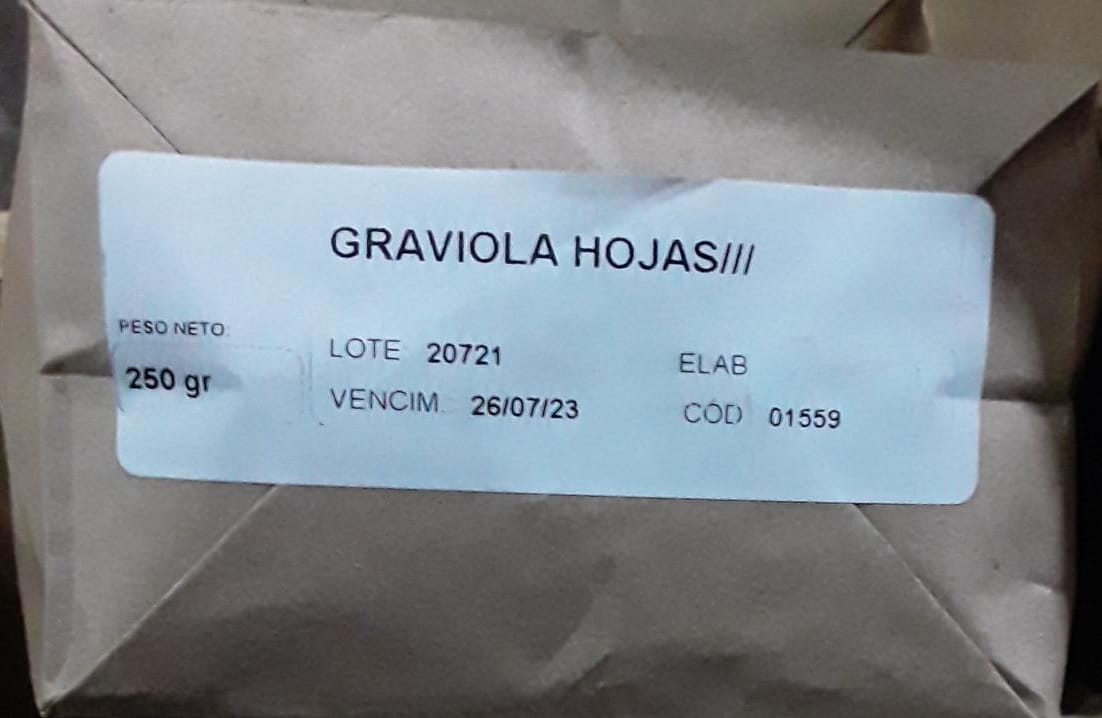 GRAVIOLA HOJAS///
PESO NETO:
250 gr
LOTE 20721
VENCIM. 26/07/23
ELAB
CÓD 01559